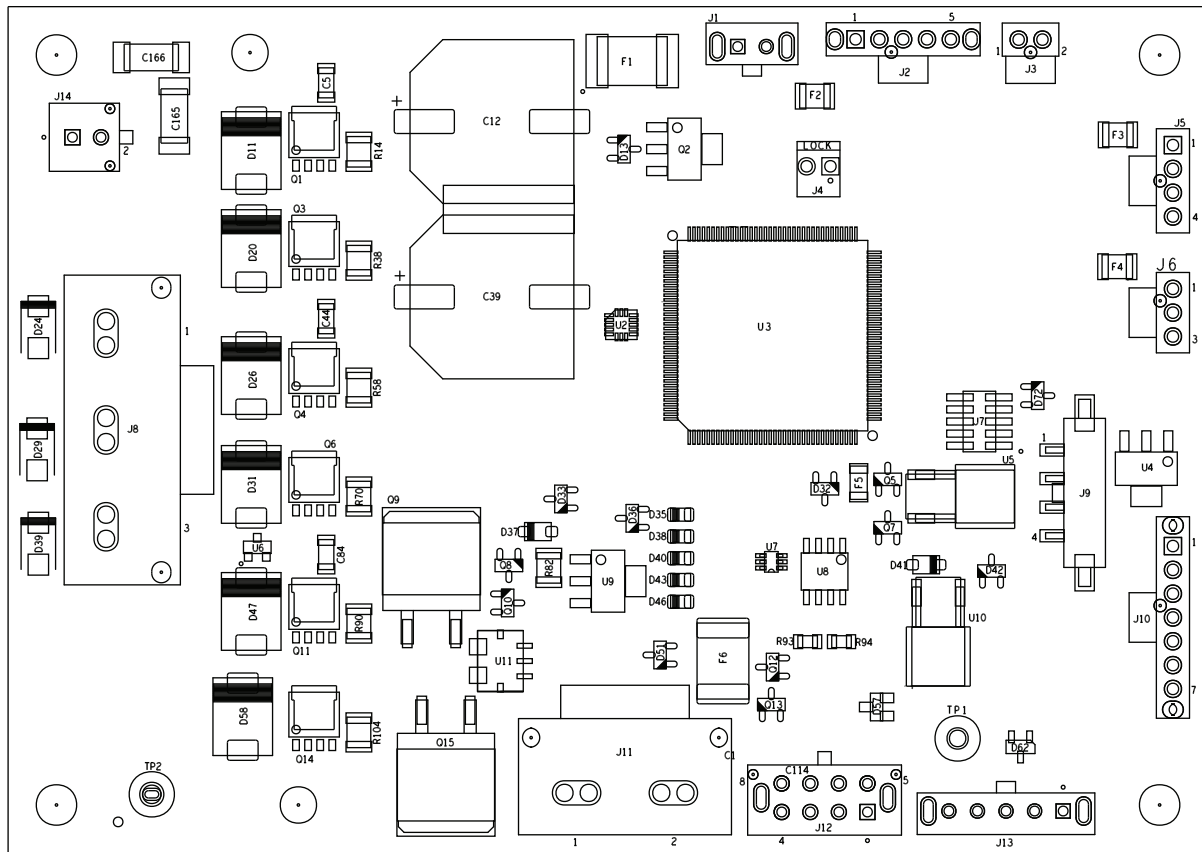 J1
1
5
J2
1
2
J3
C166
F1
C5
J14
2
C165
F2
D11
R14
Q1
C12
D13
Q2
LOCK
J4
F3
J5
1
4
Q3
D20
R38
F4
J6
1
3
D24
C44
C39
U2
U3
1
J8
3
D26
R58
Q4
D29
D72
U7
U5
1
J9
4
U4
Q6
D31
R70
Q9
D33
D36
D35
D32
F5
Q5
D39
U6
C84
D37
D38
Q7
Q8
R82
U9
D40
U7
U8
D41
D42
1
J10
7
D43
D46
D47
R90
Q11
Q10
U10
U11
D51
F6
R93
R94
Q12
Q13
D57
TP1
D58
R104
Q14
Q15
J11
C1
C114
D62
TP2
8
5
1
2
4
J12
J13